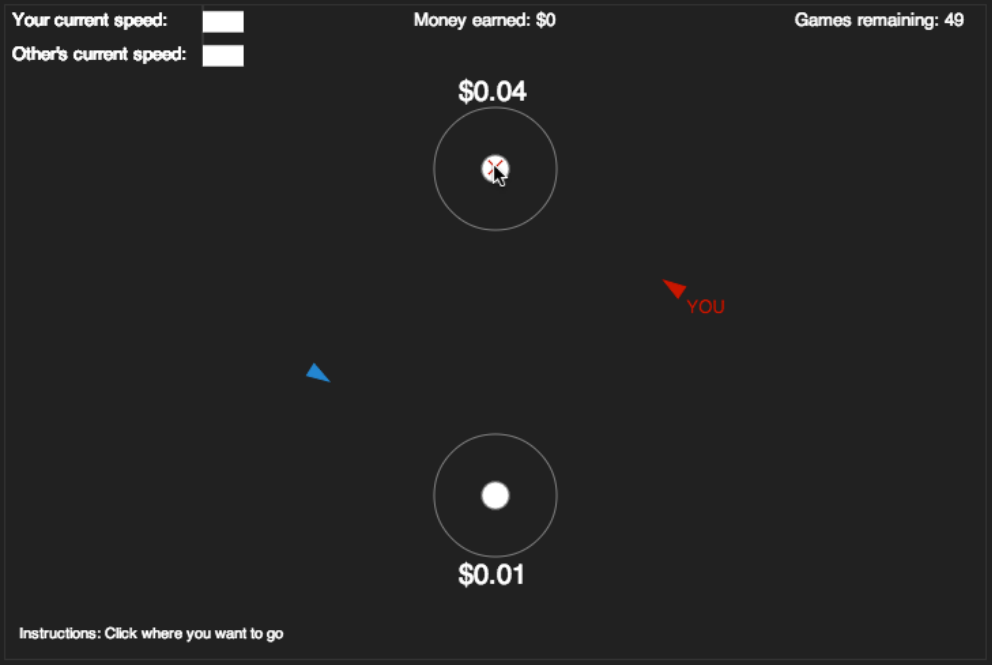 Your current speed:
Money earned: $0
Games remaining: 49
Other's current speed:
$0.04
YOU
$0.01
Instructions: Click where you want to go